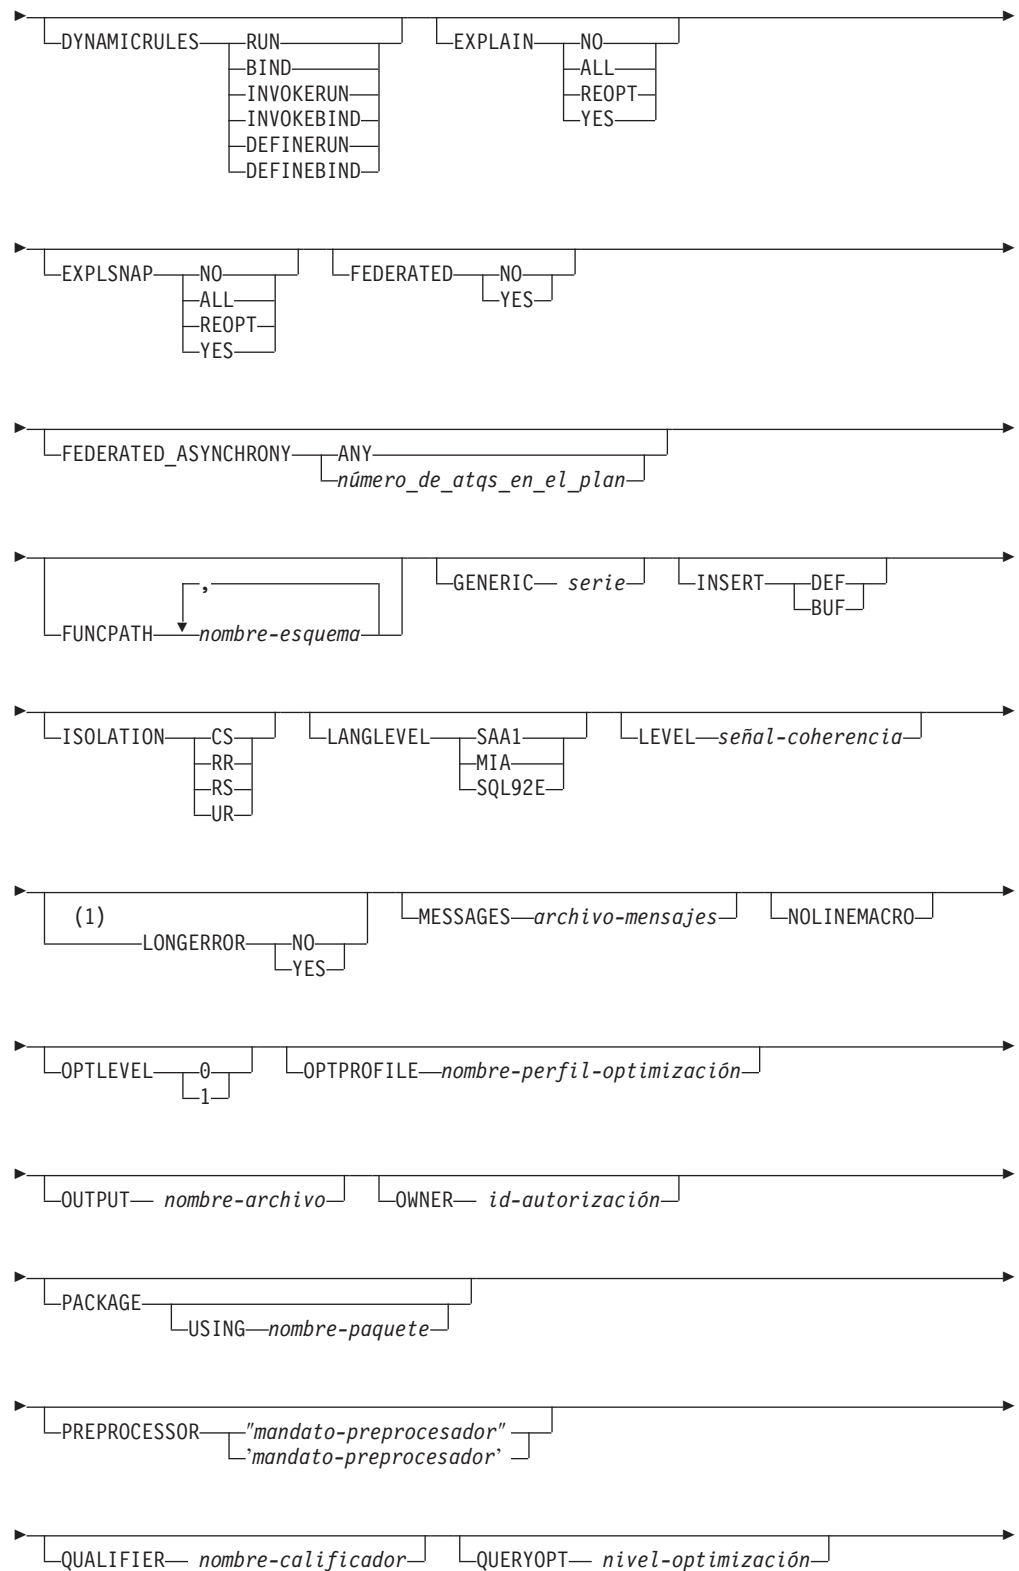 DYNAMICRULES RUN EXPLAIN NO
BIND ALL
INVOKERUN REOPT
INVOKEBIND YES
DEFINERUN
DEFINEBIND
EXPLSNAP NO FEDERATED NO
ALL YES
REOPT
YES
FEDERATED_ASYNCHRONY ANY
número_de_atqs_en_el_plan
,
GENERIC serie INSERT DEF
BUF
FUNCPATH nombre-esquema
ISOLATION CS LANGLEVEL SAA1 LEVEL señal-coherencia
RR MIA
RS SQL92E
UR
(1) MESSAGES archivo-mensajes NOLINEMACRO
LONGERROR NO
YES
OPTLEVEL 0 OPTPROFILE nombre-perfil-optimización
1
OUTPUT nombre-archivo OWNER id-autorización
PACKAGE
USING nombre-paquete
PREPROCESSOR "mandato-preprocesador"
'mandato-preprocesador'
QUALIFIER nombre-calificador QUERYOPT nivel-optimización